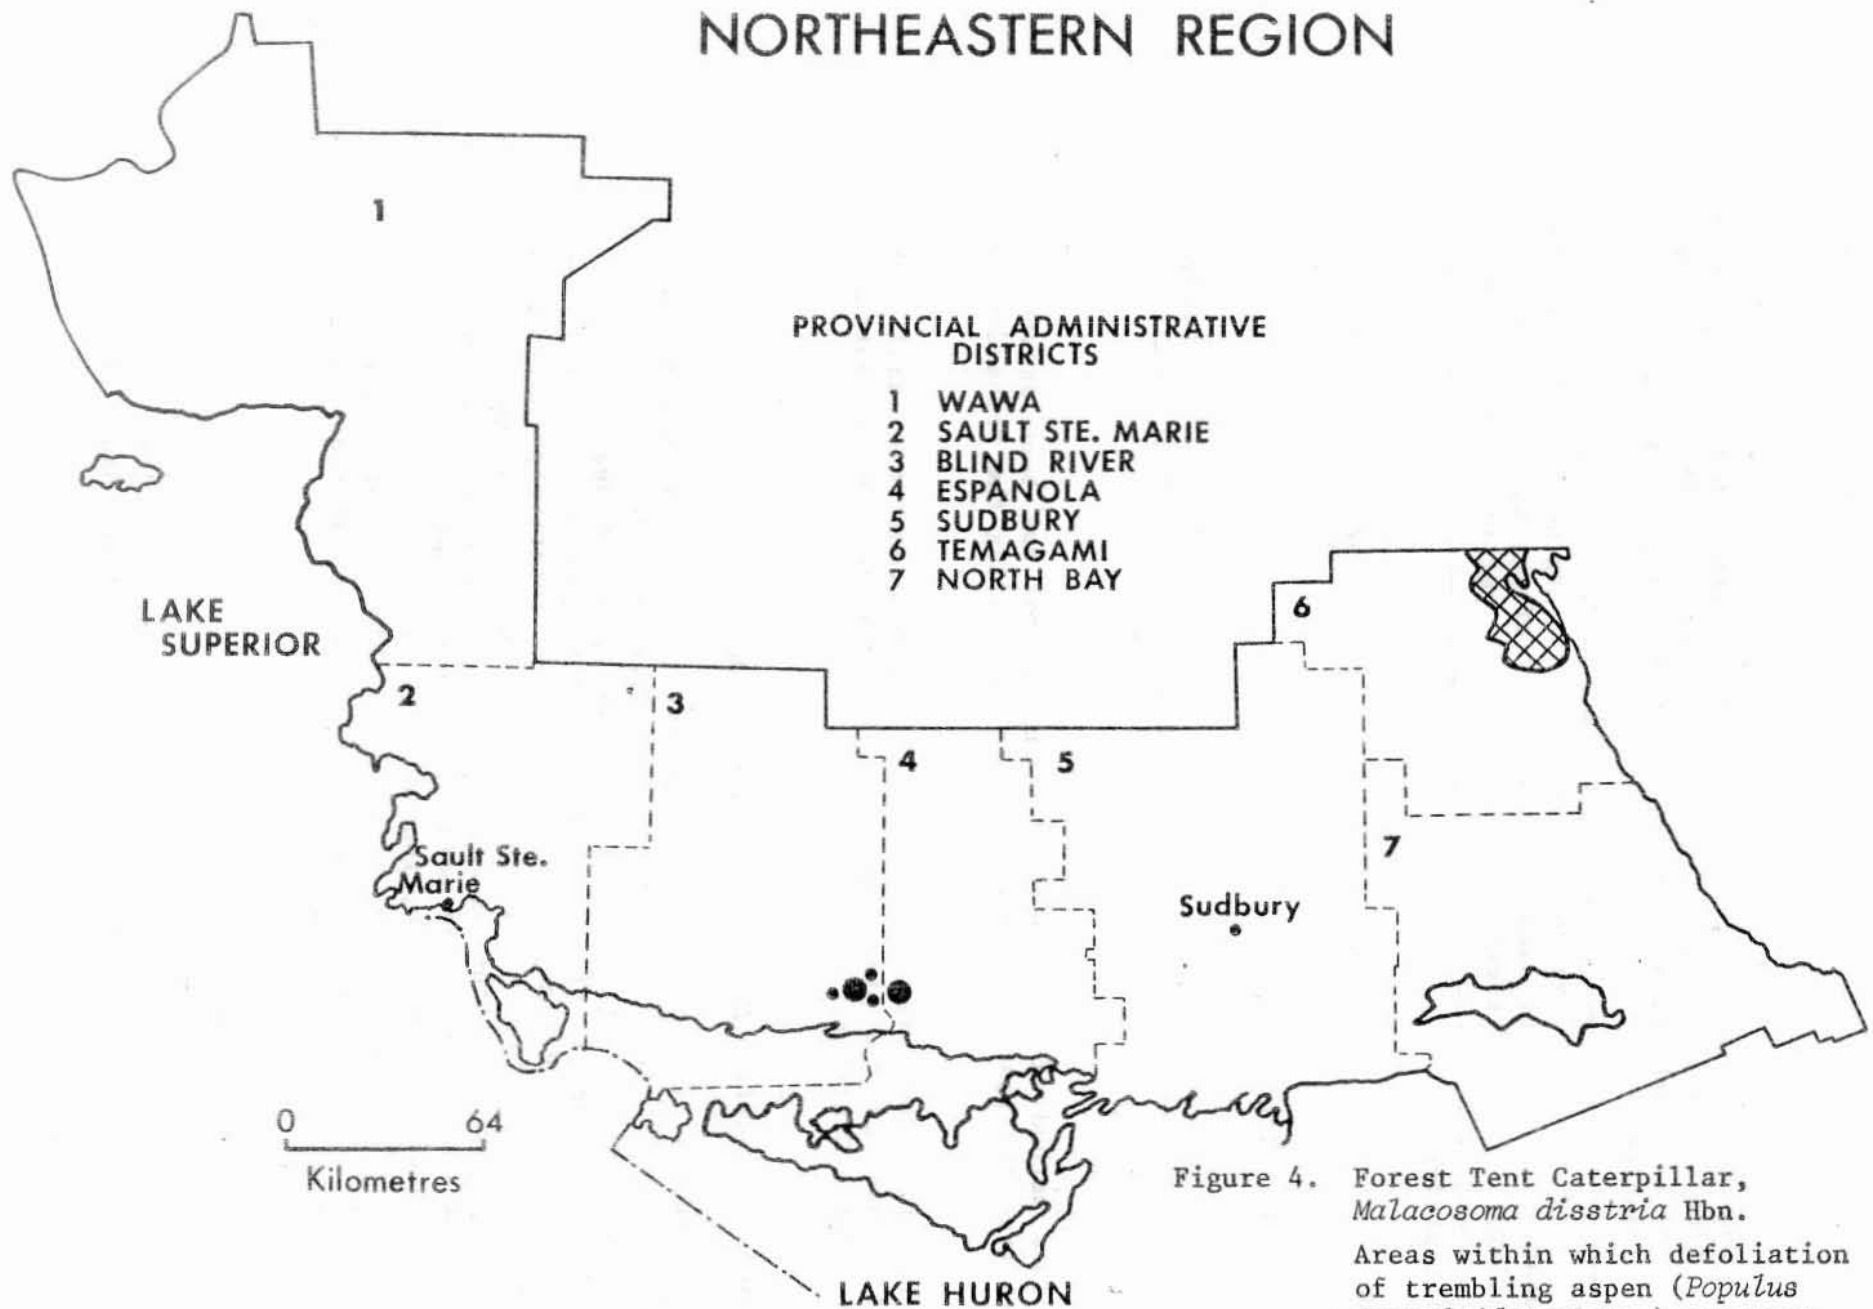 NORTHEASTERN REGION
1
PROVINCIAL ADMINISTRATIVE
DISTRICTS
1 WAWA
2 SAULT STE. MARIE
3 BLIND RIVER
4 ESPANOLA
5 SUDBURY
6 TEMAGAMI
7 NORTH BAY
LAKE
SUPERIOR
6
2
3
4
5
7
Sault Ste.
Marie
Sudbury
0 64
Kilometres
LAKE HURON
Figure 4. Forest Tent Caterpillar,
Malacosoma disstria Hbn.
Areas within which defoliation
of trembling aspen (Populus